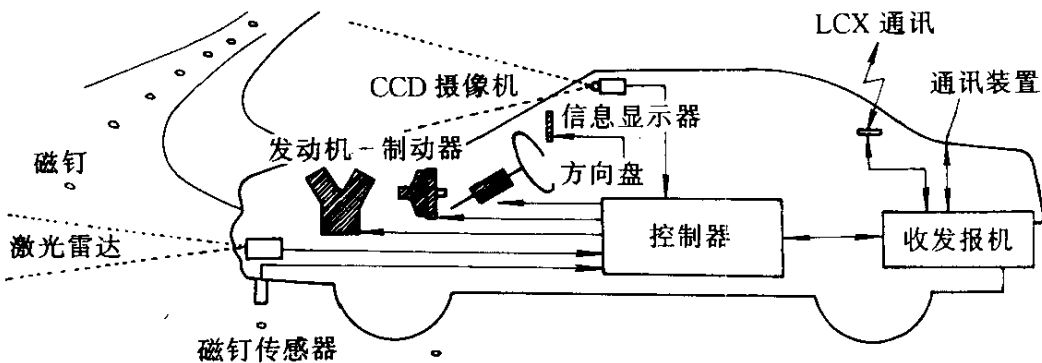 LCX 通讯
CCD 摄像机
通讯装置
信息显示器
发动机－制动器
磁钉
方向盘
激光雷达
控制器
收发报机
磁钉传感器